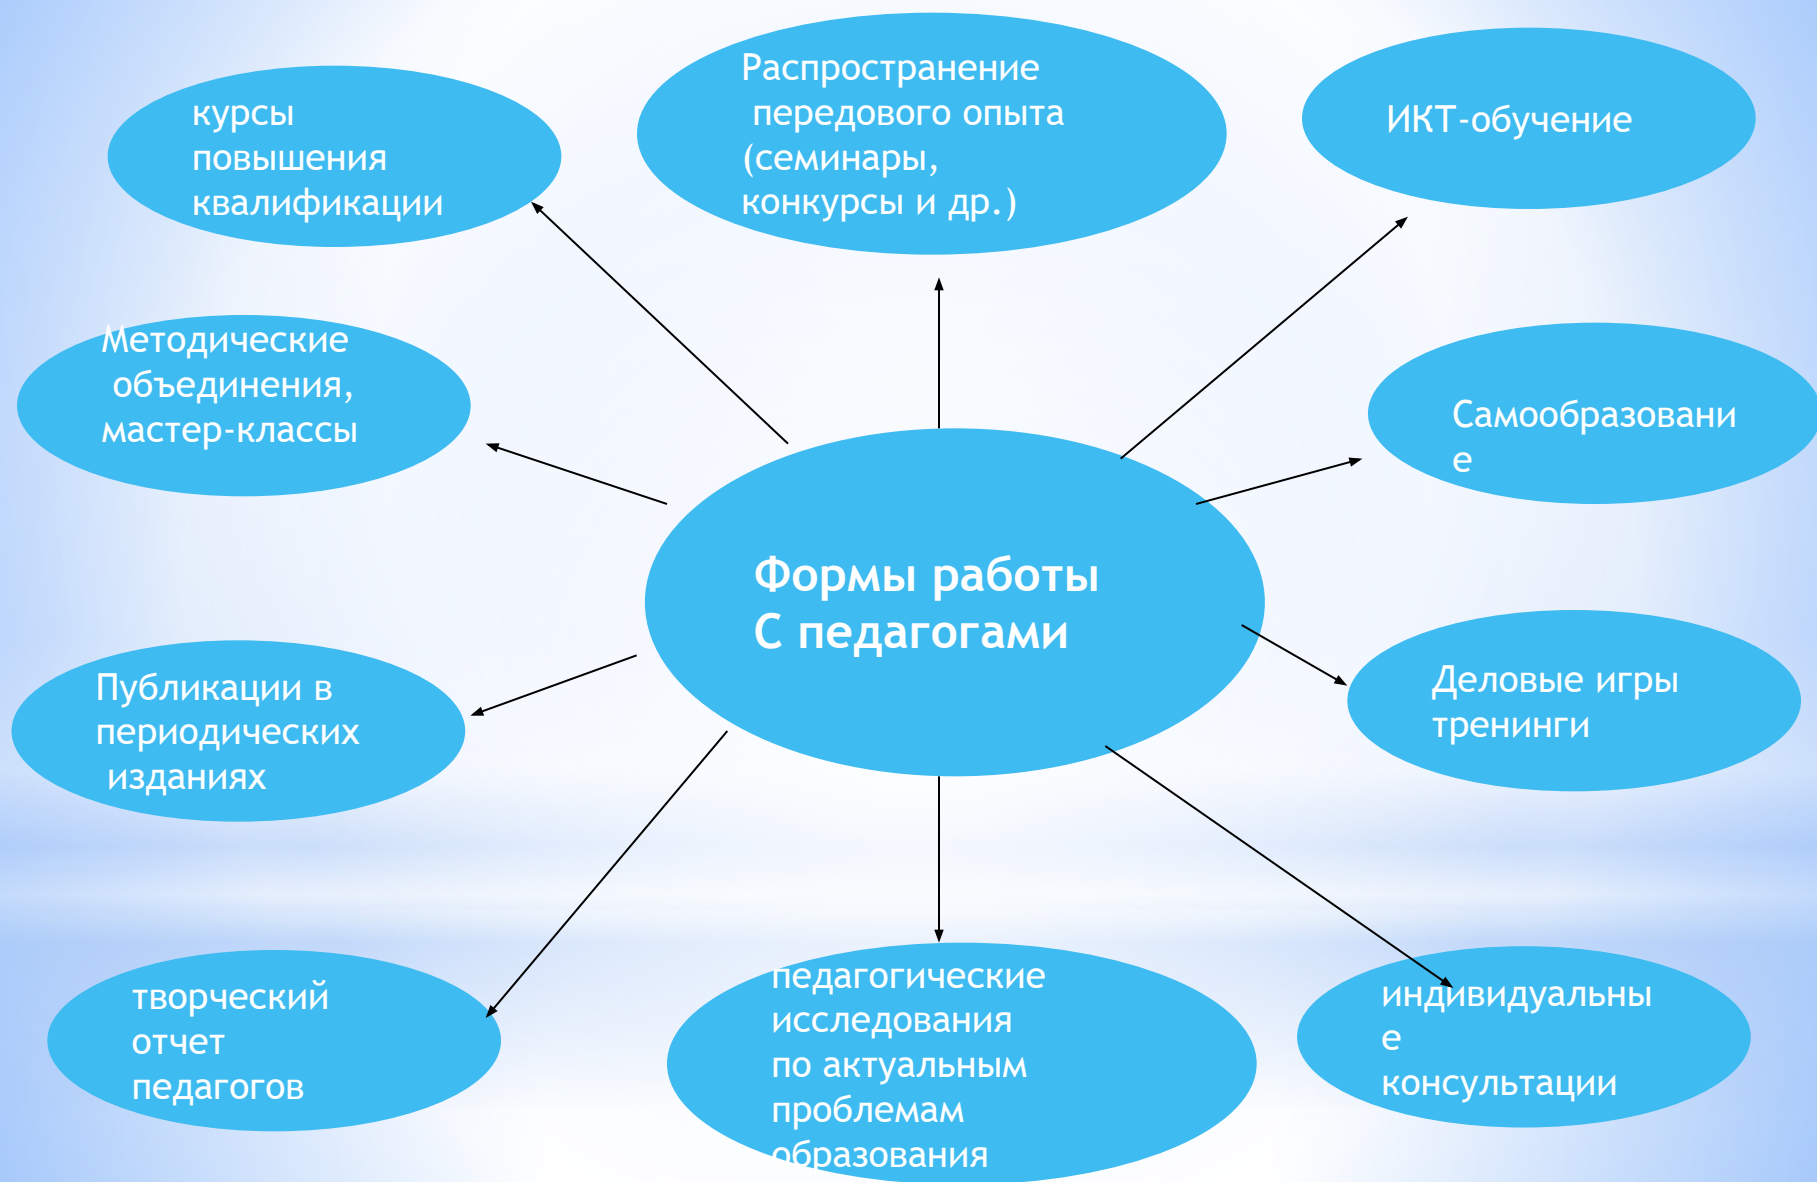 курсы
повышения
квалификации
Распространение
передового опыта
(семинары,
конкурсы и др.)
ИКТ-обучение
Методические
объединения,
мастер-классы
Самообразовани
е
Формы работы
С педагогами
Публикации в
периодических
изданиях
Деловые игры
тренинги
творческий
отчет
педагогов
педагогические
исследования
по актуальным
проблемам
образования
индивидуальны
е
консультации